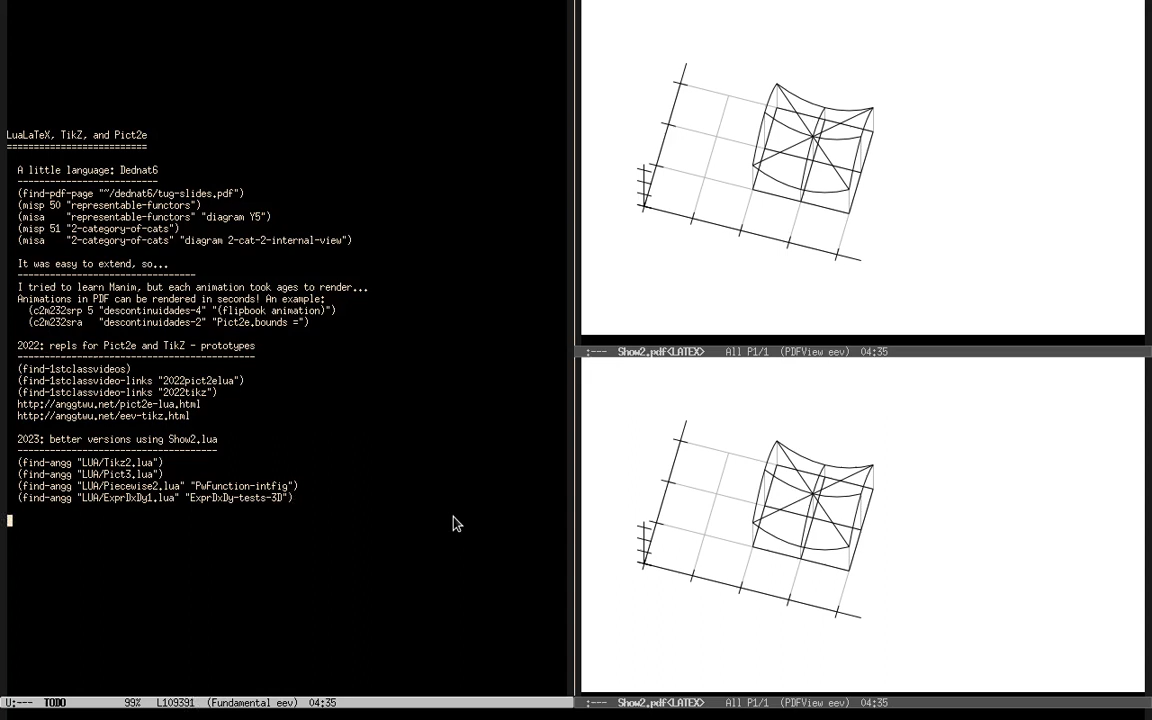 LuaLaTeX, TikZ, and Pict2e
==========================
A little language: Dednat6
--------------------------
(find-pdf-page "~/dednat6/tug-slides.pdf")
(misp 50 "representable-functors")
(misa    "representable-functors" "diagram Y5")
(misp 51 "2-category-of-cats")
(misa    "2-category-of-cats" "diagram 2-cat-2-internal-view")
It was easy to extend, so...
---------------------------------
I tried to learn Manim, but each animation took ages to render...
Animations in PDF can be rendered in seconds! An example:
(c2m232srp 5 "descontinuidades-4" "(flipbook animation)")
(c2m232sra   "descontinuidades-2" "Pict2e.bounds =")
2022: repls for Pict2e and TikZ - prototypes
--------------------------------------------
(find-1stclassvideos)
(find-1stclassvideo-links "2022pict2elua")
(find-1stclassvideo-links "2022tikz")
http://anggtwu.net/pict2e-lua.html
http://anggtwu.net/eev-tikz.html
2023: better versions using Show2.lua
-------------------------------------
(find-angg "LUA/Tikz2.lua")
(find-angg "LUA/Pict3.lua")
(find-angg "LUA/Piecewise2.lua" "PwFunction-intfig")
(find-angg "LUA/ExprDxDy1.lua" "ExprDxDy-tests-3D")
U:---  TODO           99%   L109391  (Fundamental eev)  04:35
:---  Show2.pdf<LATEX>    All P1/1  (PDFView eev)  04:35
:---  Show2.pdf<LATEX>    All P1/1  (PDFView eev)  04:35